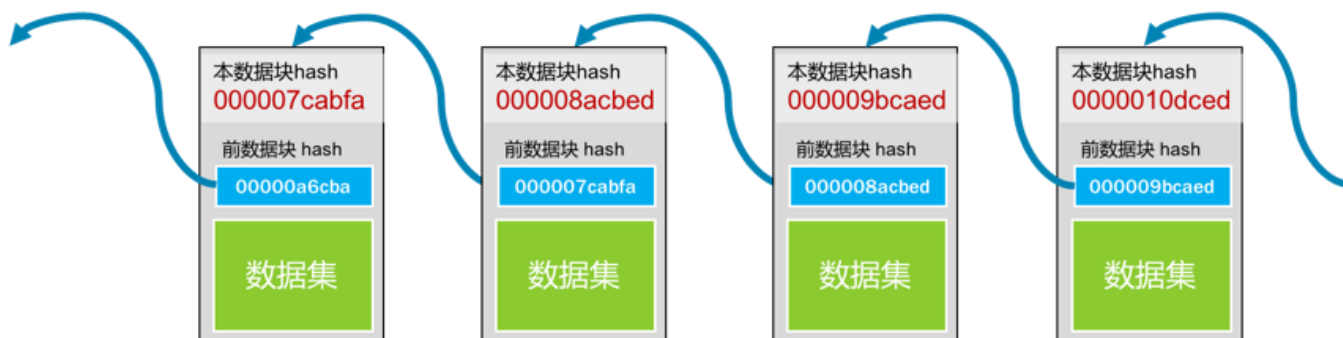 本数据块hash
000007cabfa
前数据块 hash
00000a6cba
数据集
本数据块hash
000008acbed
前数据块 hash
000007cabfa
数据集
本数据块hash
000009bcaed
前数据块 hash
000008acbed
数据集
本数据块hash
0000010dced
前数据块 hash
000009bcaed
数据集